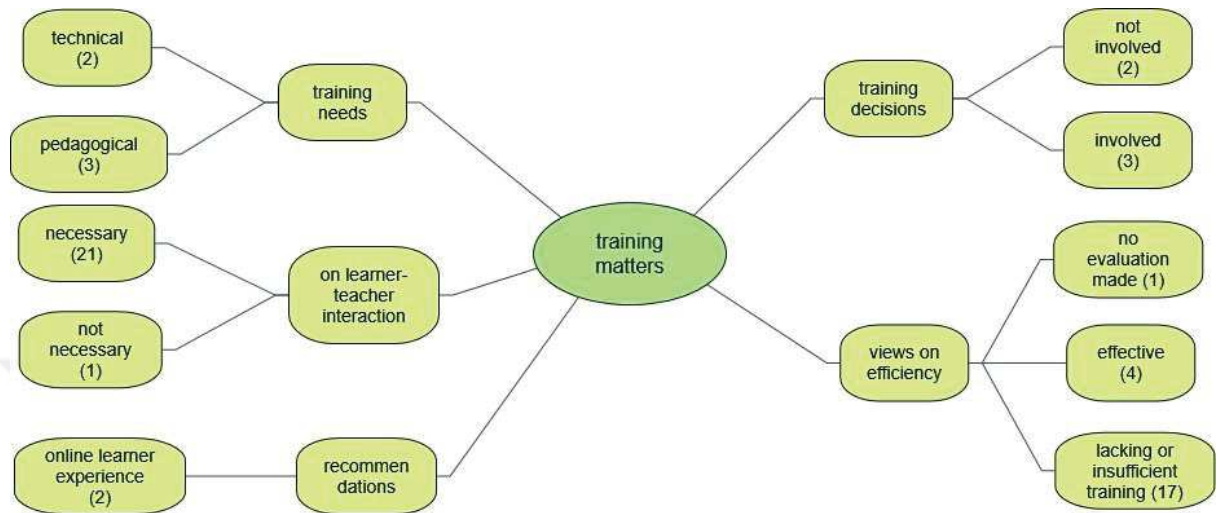 technical
(2)
pedagogical
(3)
training
needs
necessary
(21)
not
necessary
(1)
on learner-
teacher
interaction
online learner
experience
(2)
recommen
dations
training
matters
training
decisions
not
involved
(2)
involved
(3)
views on
efficiency
no
evaluation
made (1)
effective
(4)
lacking or
insufficient
training (17)